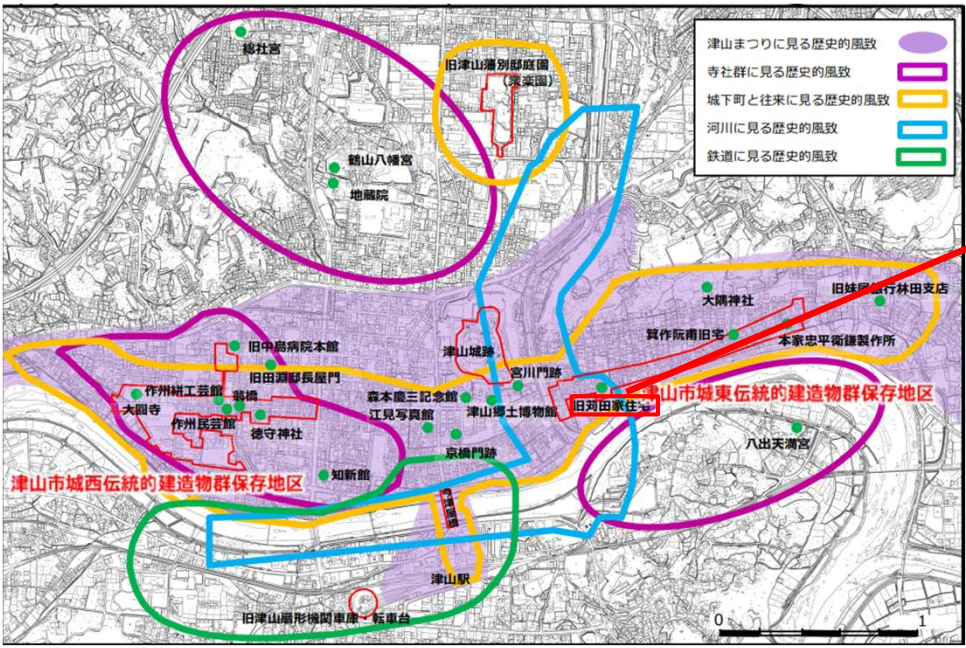 総社宮
旧津山藩別邸庭園
（衆楽園）
津山まつりに見る歴史的風致
寺社群に見る歴史的風致
城下町と往来に見る歴史的風致
河川に見る歴史的風致
鉄道に見る歴史的風致
鶴山八幡宮
地蔵院
大隅神社
旧妹尾銀行林田支店
箕作阮甫旧宅
本家忠平衛鎌製作所
旧中島病院本館
津山城跡
旧田淵邸長屋門
宮川門跡
作州絣工芸館
翁橋
森本慶三記念館
津山郷土博物館
旧苅田家住宅
津山市城東伝統的建造物群保存地区
大圓寺
作州民芸館
徳守神社
江見写真館
京橋門跡
八出天満宮
知新館
津山市城西伝統的建造物群保存地区
今津屋橋
津山駅
旧津山扇形機関車庫・転車台
0 1